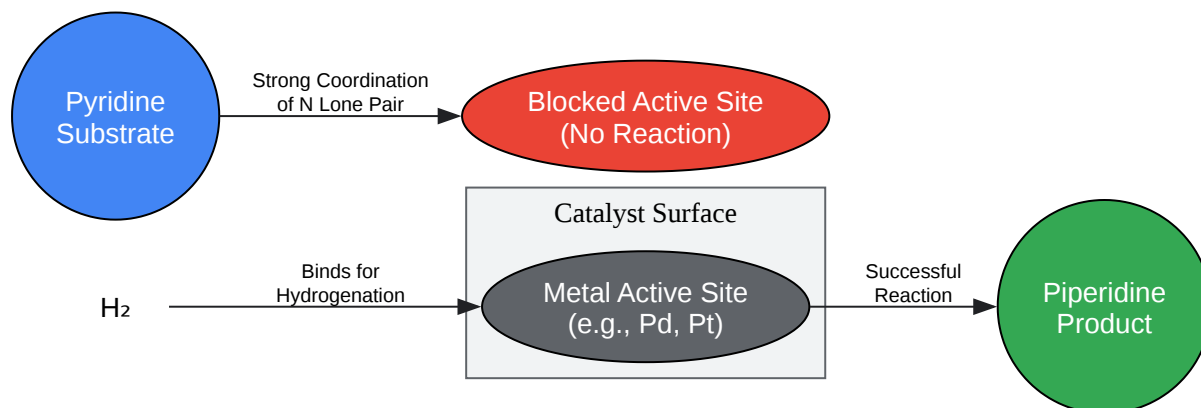 Pyridine
Substrate
Strong Coordination
of N Lone Pair
Blocked Active Site
(No Reaction)
Catalyst Surface
H₂
Binds for
Hydrogenation
Metal Active Site
(e.g., Pd, Pt)
Successful
Reaction
Piperidine
Product